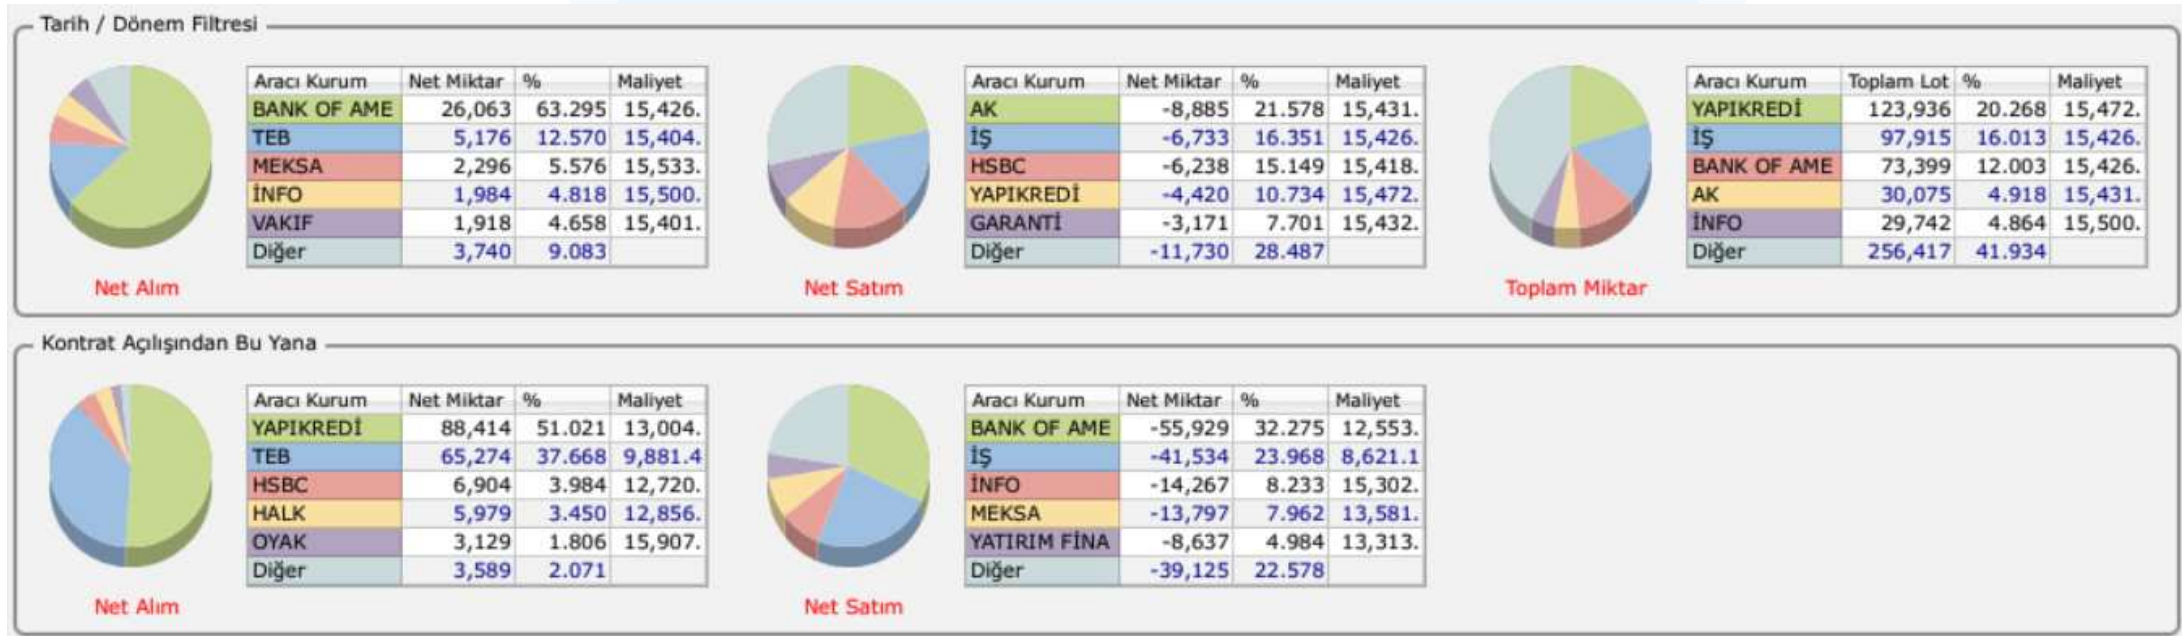 Tarih / Dönem Filtresi
Aracı Kurum Net Miktar % Maliyet
BANK OF AME 26,063 63.295 15,426.
TEB 5,176 12.570 15,404.
MEKSA 2,296 5.576 15,533.
İNFO 1,984 4.818 15,500.
VAKIF 1,918 4.658 15,401.
Diğer 3,740 9.083
Net Alım
Aracı Kurum Net Miktar % Maliyet
AK -8,885 21.578 15,431.
İŞ -6,733 16.351 15,426.
HSBC -6,238 15.149 15,418.
YAPIKREDİ -4,420 10.734 15,472.
GARANTİ -3,171 7.701 15,432.
Diğer -11,730 28.487
Net Satım
Aracı Kurum Toplam Lot % Maliyet
YAPIKREDİ 123,936 20.268 15,472.
İŞ 97,915 16.013 15,426.
BANK OF AME 73,399 12.003 15,426.
AK 30,075 4.918 15,431.
İNFO 29,742 4.864 15,500.
Diğer 256,417 41.934
Toplam Miktar
Kontrat Açılışından Bu Yana
Aracı Kurum Net Miktar % Maliyet
YAPIKREDİ 88,414 51.021 13,004.
TEB 65,274 37.668 9,881.4
HSBC 6,904 3.984 12,720.
HALK 5,979 3.450 12,856.
OYAK 3,129 1.806 15,907.
Diğer 3,589 2.071
Net Alım
Aracı Kurum Net Miktar % Maliyet
BANK OF AME -55,929 32.275 12,553.
İŞ -41,534 23.968 8,621.1
İNFO -14,267 8.233 15,302.
MEKSA -13,797 7.962 13,581.
YATIRIM FİNA -8,637 4.984 13,313.
Diğer -39,125 22.578
Net Satım